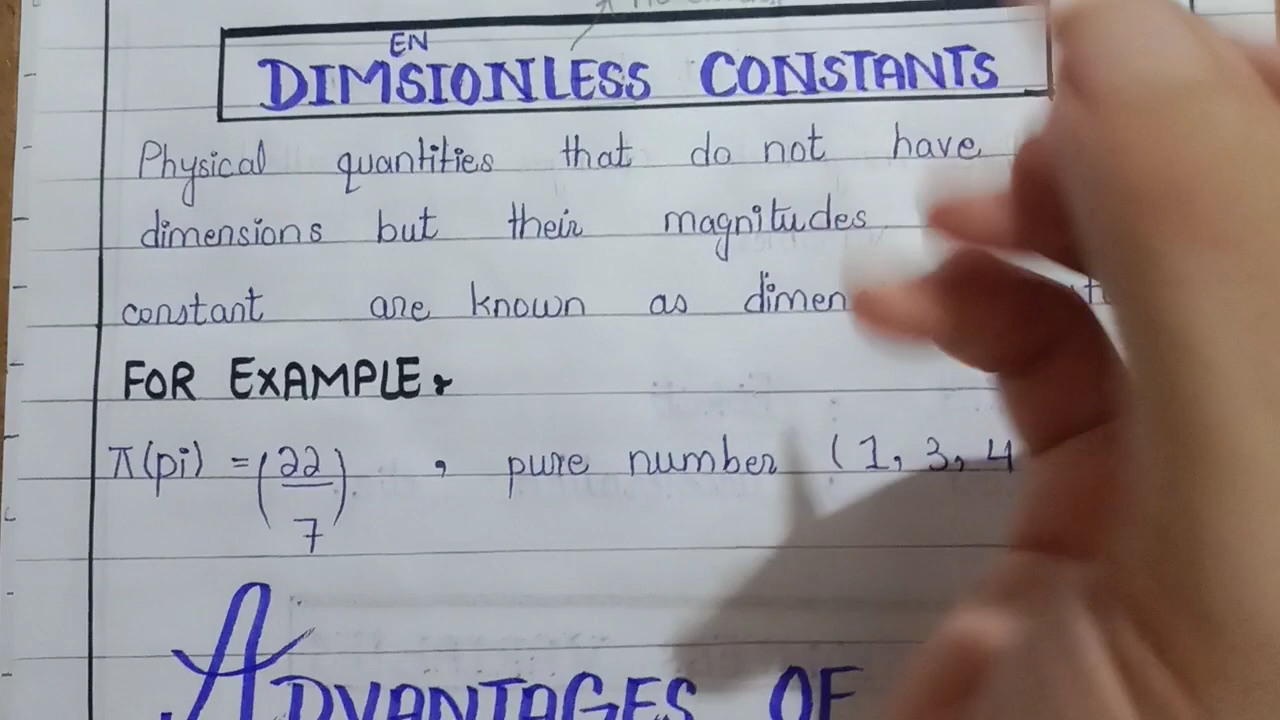 EN
DIMSIONLESS CONSTANTS
Physical quantities that do not have
dimensions but their magnitudes
constant are known as dimen
FOR EXAMPLE:
π(pi) = (22/7) , pure number (1, 3, 4
ADVANTAGES OF